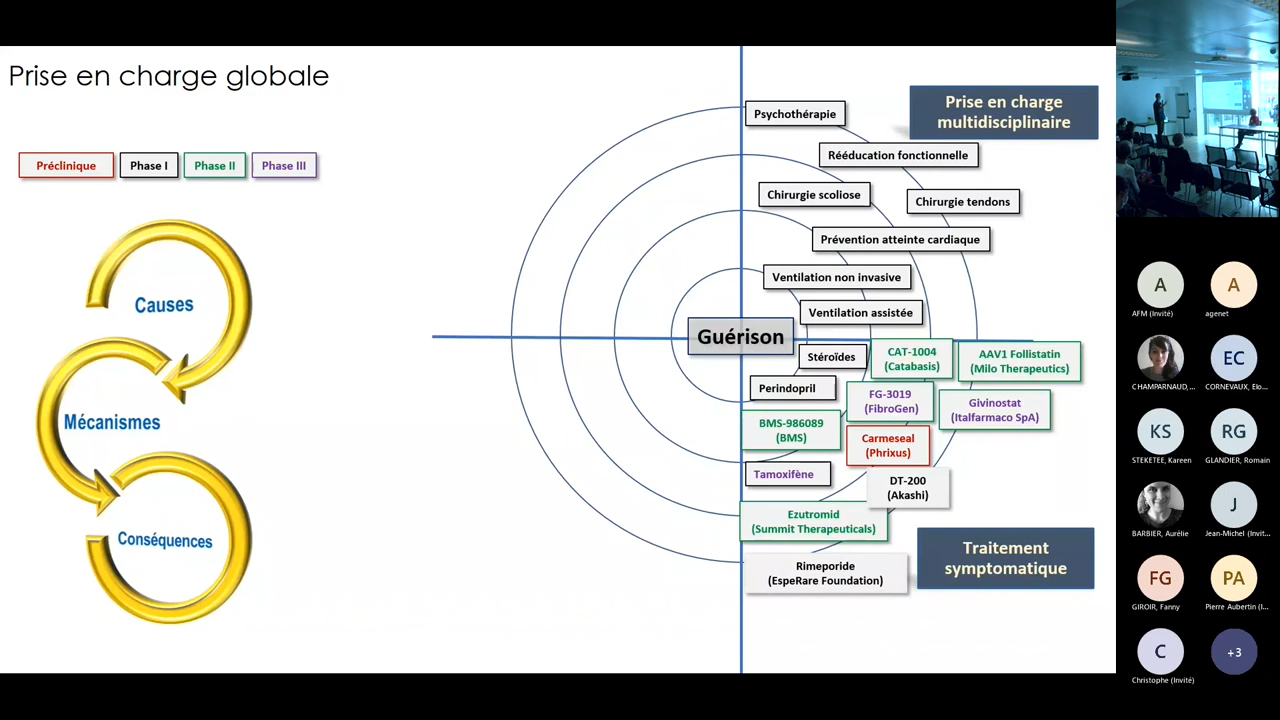 Prise en charge globale
Préclinique
Phase I
Phase II
Phase III
Causes
Mécanismes
Conséquences
Guérison
Prise en charge
multidisciplinaire
Psychothérapie
Rééducation fonctionnelle
Chirurgie scoliose
Chirurgie tendons
Prévention atteinte cardiaque
Ventilation non invasive
Ventilation assistée
Stéroïdes
CAT-1004
(Catabasis)
AAV1 Follistatin
(Milo Therapeutics)
Perindopril
FG-3019
(FibroGen)
Givinostat
(Italfarmaco SpA)
BMS-986089
(BMS)
Carmeseal
(Phrixus)
Tamoxifène
DT-200
(Akashi)
Ezutromid
(Summit Therapeuticals)
Rimeporide
(EspeRare Foundation)
Traitement
symptomatique
A
AFM (Invité)
A
agenet
CHAMPARNAUD, ...
EC
CORNEVAUX, Elo...
KS
STEKETEE, Kareen
RG
GLANDIER, Romain
BARBIER, Aurélie
J
Jean-Michel (Invit...
FG
GIROIR, Fanny
PA
Pierre Aubertin (I...
C
Christophe (Invité)
+3